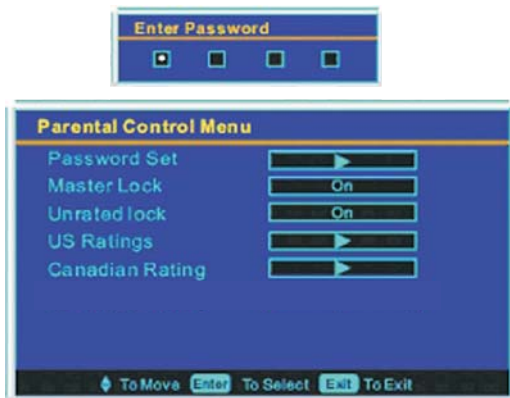 Enter Password
Parental Control Menu
Password Set
Master Lock On
Unrated lock On
US Ratings
Canadian Rating
To Move Enter To Select Exit To Exit